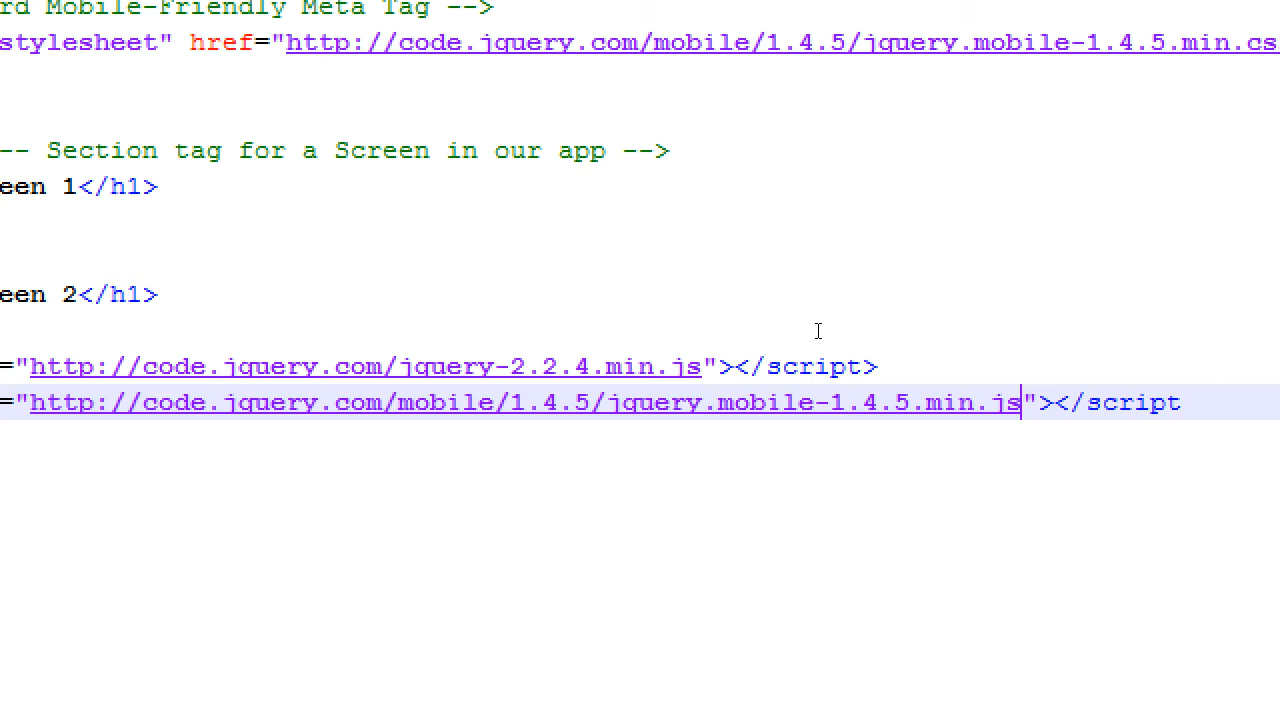 rd Mobile-Friendly Meta Tag -->
stylesheet" href="http://code.jquery.com/mobile/1.4.5/jquery.mobile-1.4.5.min.cs
-- Section tag for a Screen in our app -->
een 1</h1>
een 2</h1>
="http://code.jquery.com/jquery-2.2.4.min.js"></script>
="http://code.jquery.com/mobile/1.4.5/jquery.mobile-1.4.5.min.js"></script